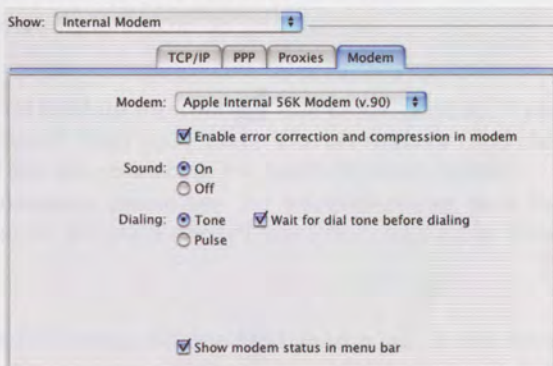 Show: Internal Modem
TCP/IP PPP Proxies Modem
Modem: Apple Internal 56K Modem (v.90)
Enable error correction and compression in modem
Sound: On
Off
Dialing: Tone Wait for dial tone before dialing
Pulse
Show modem status in menu bar